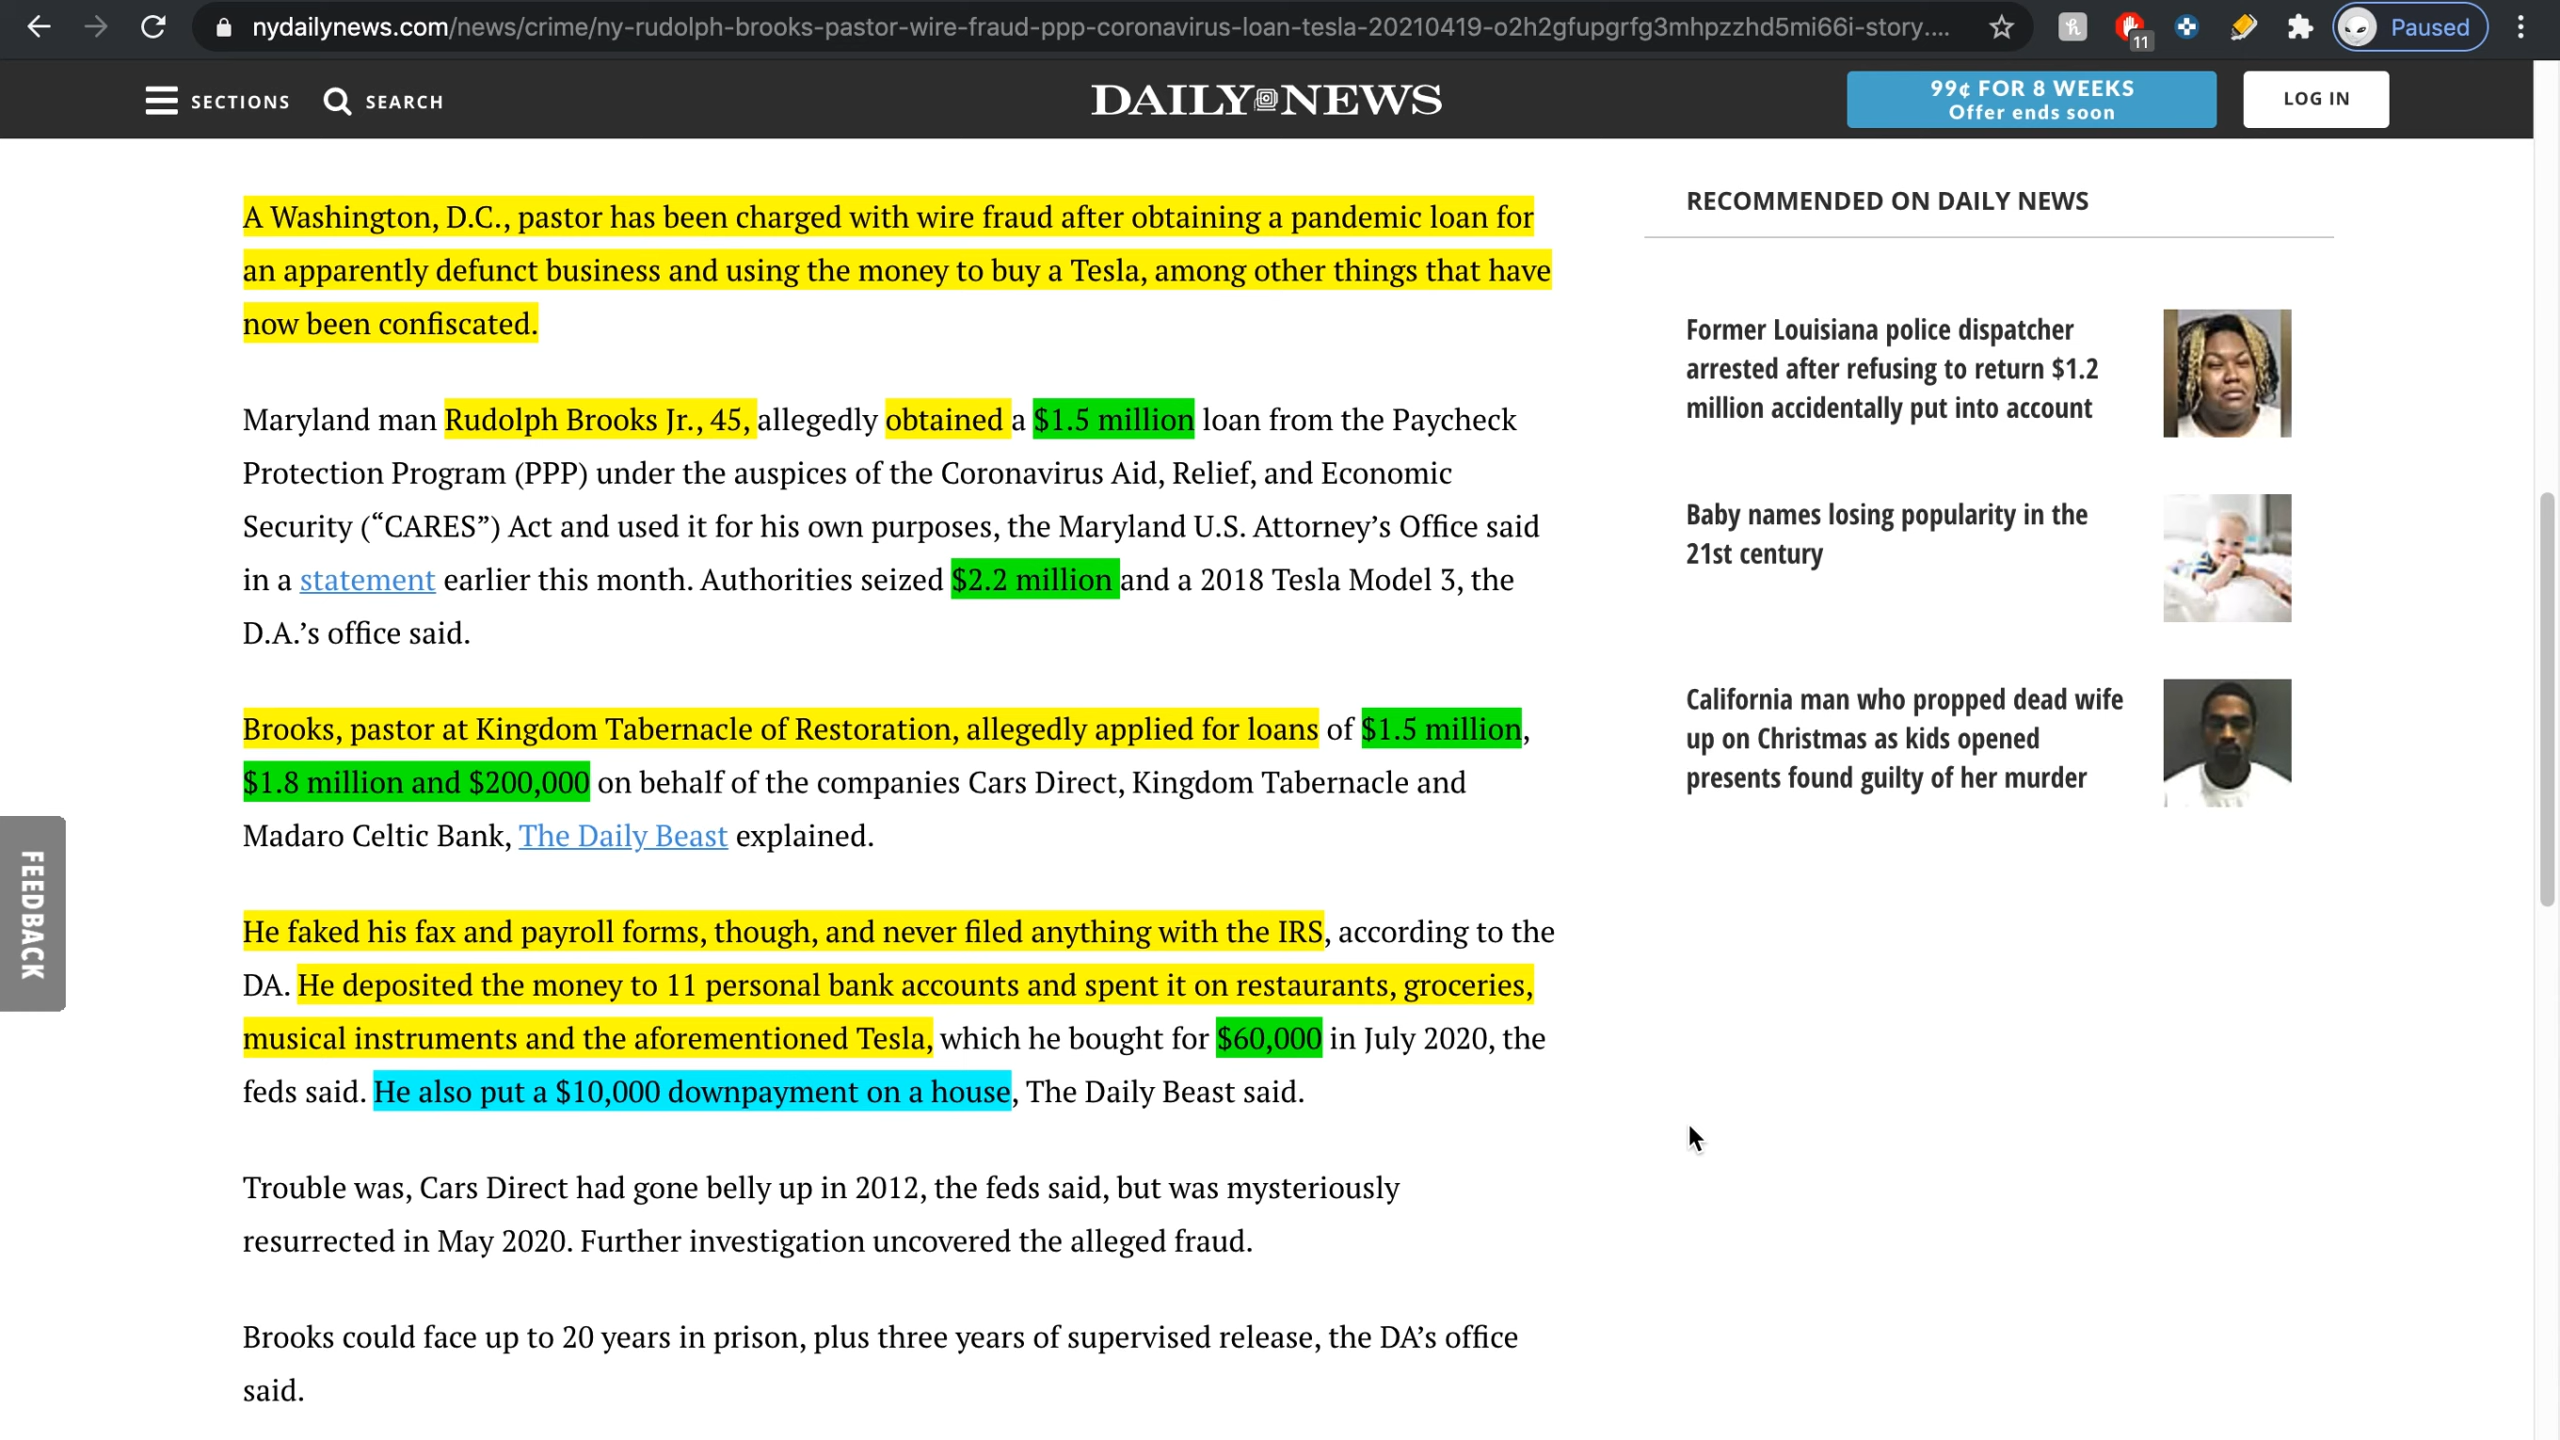 nydailynews.com/news/crime/ny-rudolph-brooks-pastor-wire-fraud-ppp-coronavirus-loan-tesla-20210419-o2h2gfupgrfg3mhpzzhd5mi66i-story....
11
Paused
SECTIONS
SEARCH
DAILY NEWS
99¢ FOR 8 WEEKS
Offer ends soon
LOG IN
A Washington, D.C., pastor has been charged with wire fraud after obtaining a pandemic loan for
an apparently defunct business and using the money to buy a Tesla, among other things that have
now been confiscated.
Maryland man Rudolph Brooks Jr., 45, allegedly obtained a $1.5 million loan from the Paycheck
Protection Program (PPP) under the auspices of the Coronavirus Aid, Relief, and Economic
Security (“CARES”) Act and used it for his own purposes, the Maryland U.S. Attorney’s Office said
in a statement earlier this month. Authorities seized $2.2 million and a 2018 Tesla Model 3, the
D.A.’s office said.
Brooks, pastor at Kingdom Tabernacle of Restoration, allegedly applied for loans of $1.5 million,
$1.8 million and $200,000 on behalf of the companies Cars Direct, Kingdom Tabernacle and
Madaro Celtic Bank, The Daily Beast explained.
He faked his fax and payroll forms, though, and never filed anything with the IRS, according to the
DA. He deposited the money to 11 personal bank accounts and spent it on restaurants, groceries,
musical instruments and the aforementioned Tesla, which he bought for $60,000 in July 2020, the
feds said. He also put a $10,000 downpayment on a house, The Daily Beast said.
Trouble was, Cars Direct had gone belly up in 2012, the feds said, but was mysteriously
resurrected in May 2020. Further investigation uncovered the alleged fraud.
Brooks could face up to 20 years in prison, plus three years of supervised release, the DA’s office
said.
RECOMMENDED ON DAILY NEWS
Former Louisiana police dispatcher
arrested after refusing to return $1.2
million accidentally put into account
Baby names losing popularity in the
21st century
California man who propped dead wife
up on Christmas as kids opened
presents found guilty of her murder
FEEDBACK